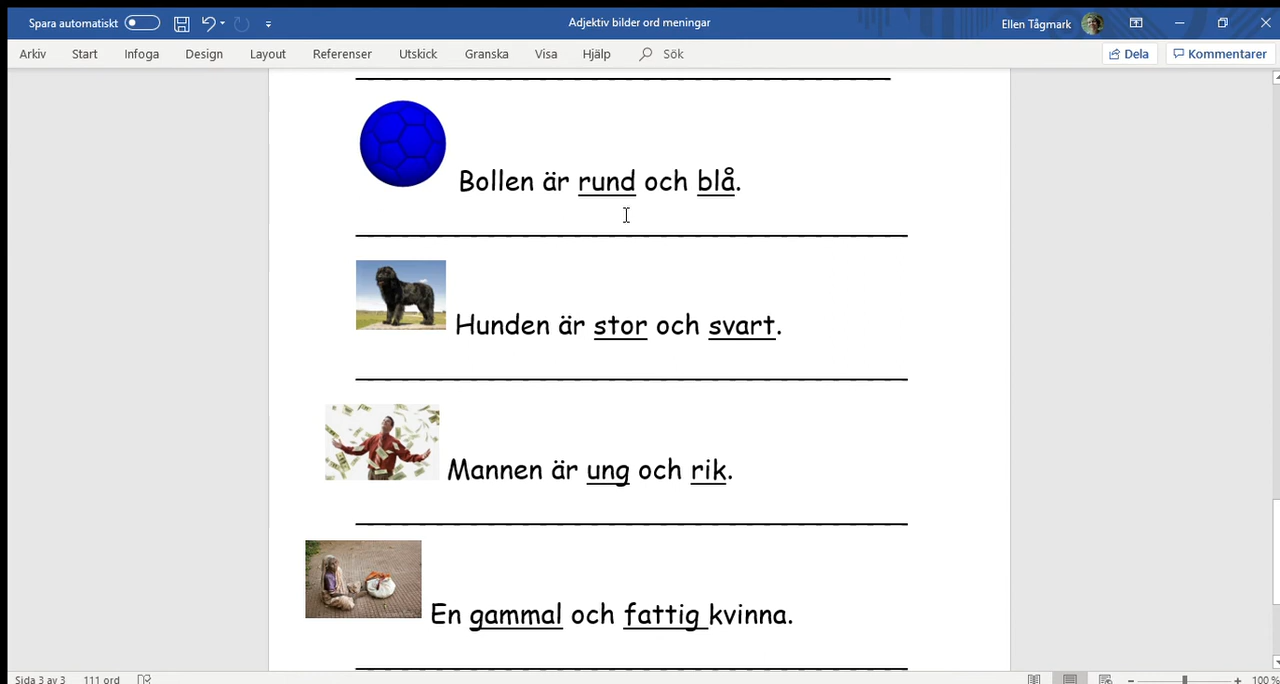 Spara automatiskt
Adjektiv bilder ord meningar
Ellen Tågmark
Arkiv Start Infoga Design Layout Referenser Utskick Granska Visa Hjälp Sök Dela Kommentarer
Bollen är rund och blå.
Hunden är stor och svart.
Mannen är ung och rik.
En gammal och fattig kvinna.
Sida 3 av 3 111 ord 100 %